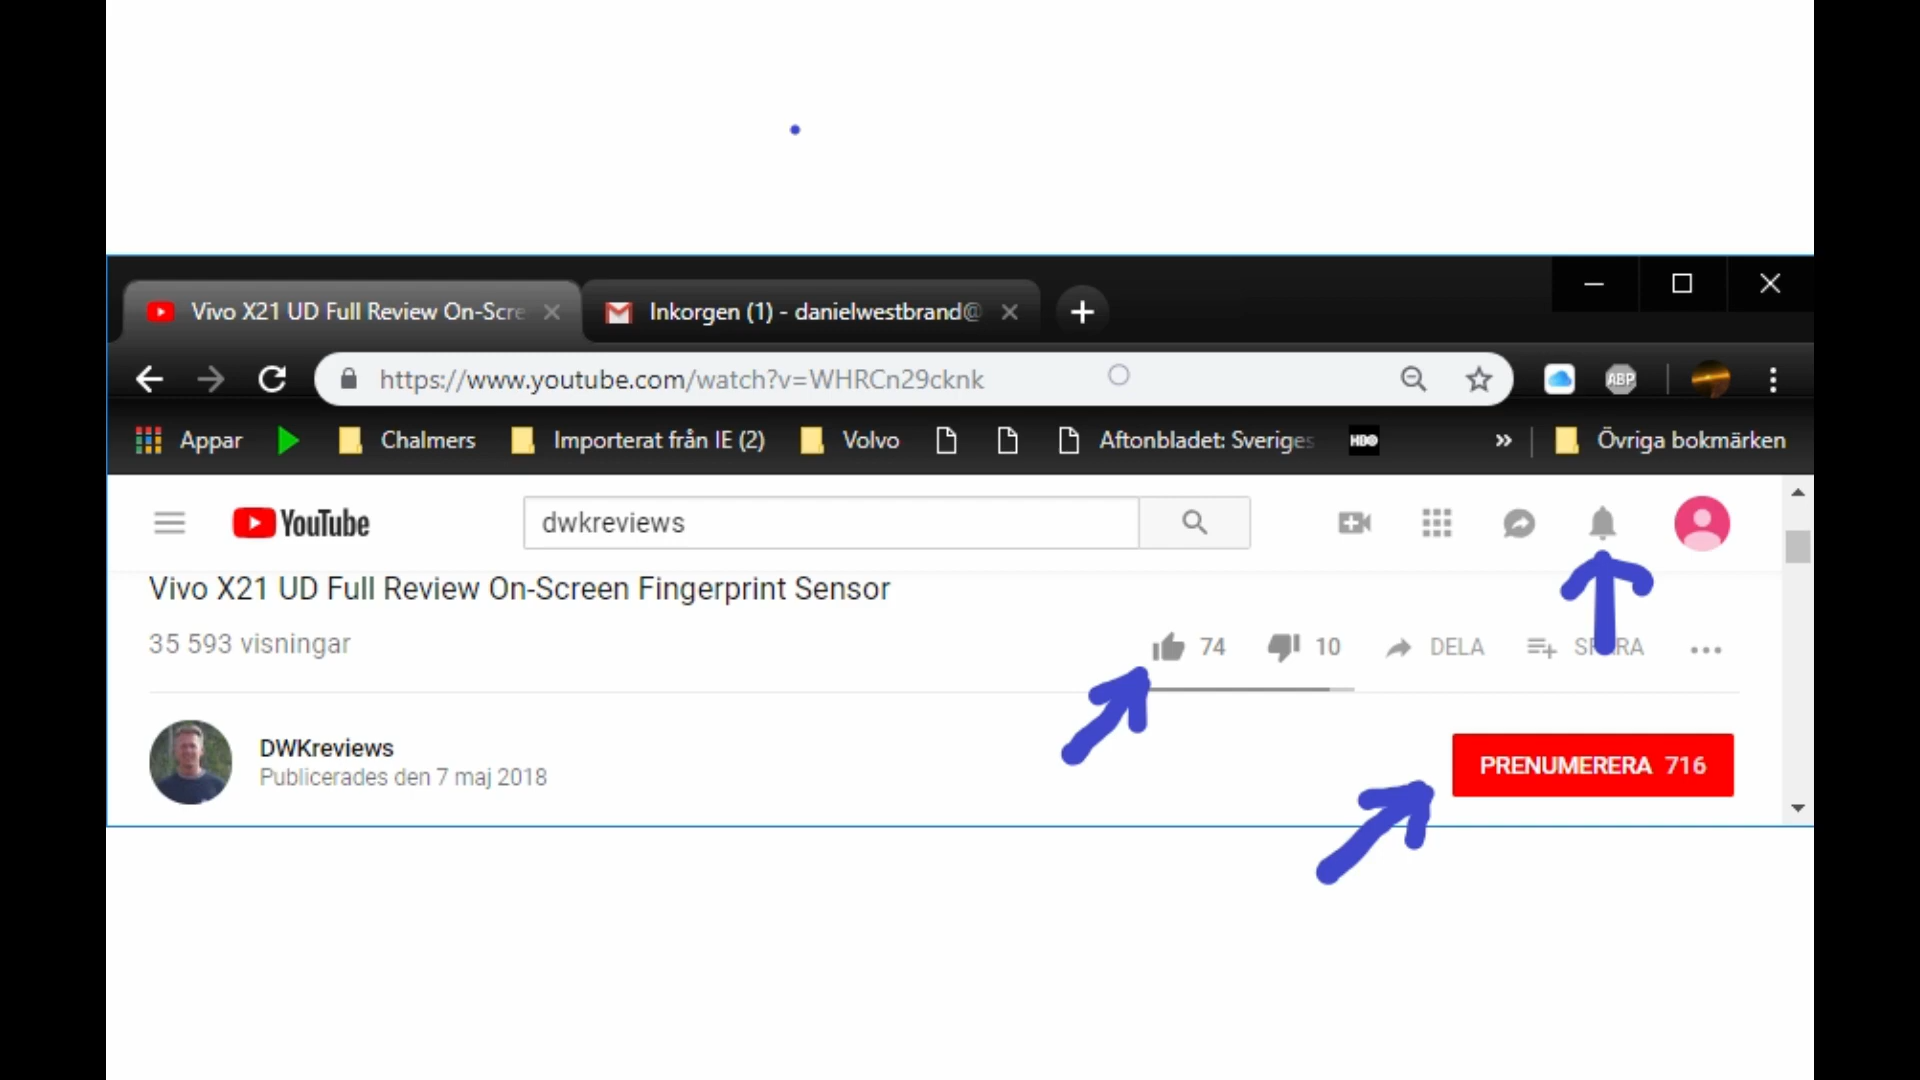 Vivo X21 UD Full Review On-Scre
Inkorgen (1) - danielwestbrand@
https://www.youtube.com/watch?v=WHRCn29cknk
ABP
Appar
Chalmers
Importerat från IE (2)
Volvo
Aftonbladet: Sveriges
HBO
»
Övriga bokmärken
YouTube
dwkreviews
Vivo X21 UD Full Review On-Screen Fingerprint Sensor
35 593 visningar
74
10
DELA
DWKreviews
Publicerades den 7 maj 2018
PRENUMERERA 716